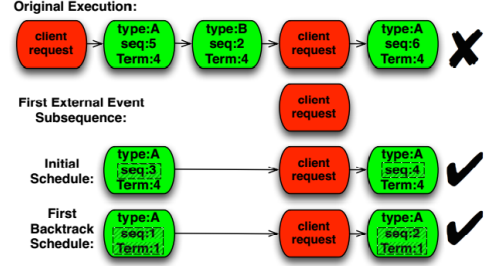 Original Execution:
client
request
type:A
seq:5
Term:4
type:B
seq:2
Term:4
client
request
type:A
seq:6
Term:4
First External Event
Subsequence:
client
request
Initial
Schedule:
type:A
seq:3
Term:4
client
request
type:A
seq:4
Term:4
First
Backtrack
Schedule:
type:A
seq:1
Term:1
client
request
type:A
seq:2
Term:1